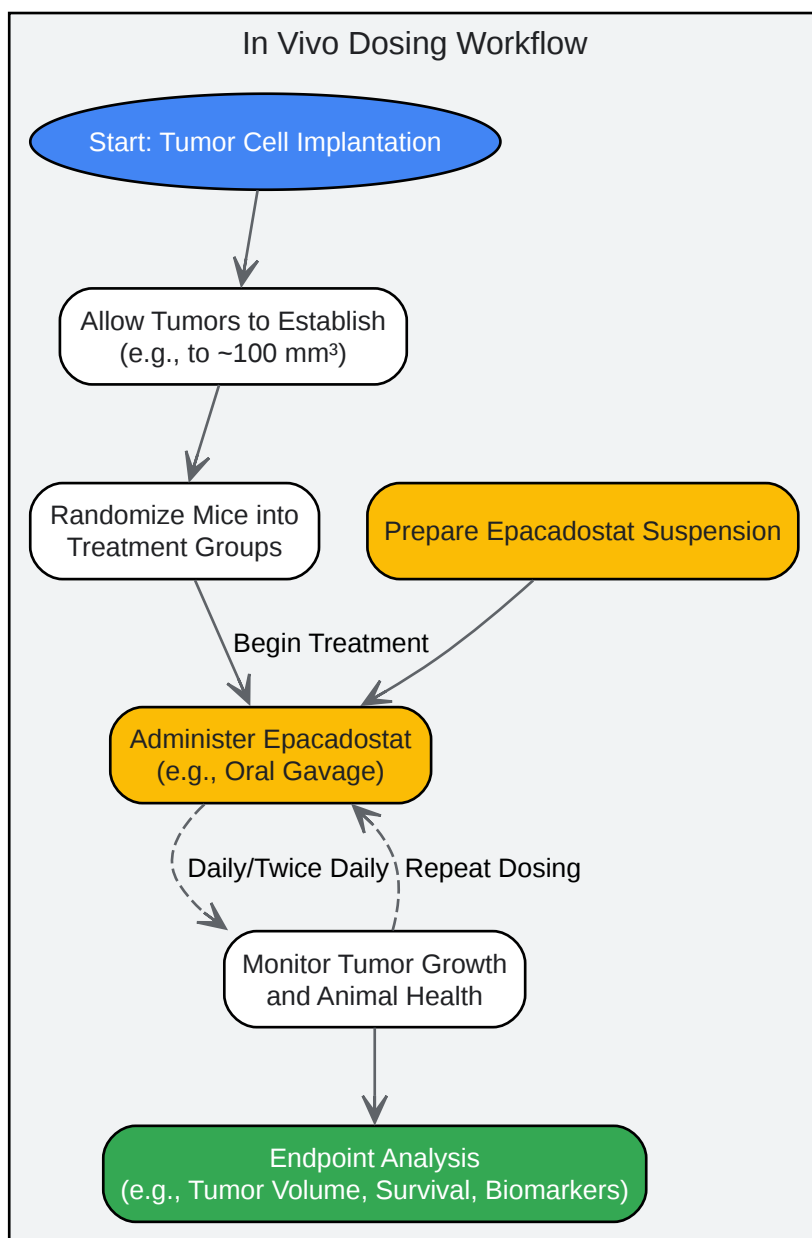 In Vivo Dosing Workflow
Start: Tumor Cell Implantation
Allow Tumors to Establish
(e.g., to ~100 mm³)
Randomize Mice into
Treatment Groups
Prepare Epacadostat Suspension
Begin Treatment
Administer Epacadostat
(e.g., Oral Gavage)
Daily/Twice Daily
Repeat Dosing
Monitor Tumor Growth
and Animal Health
Endpoint Analysis
(e.g., Tumor Volume, Survival, Biomarkers)